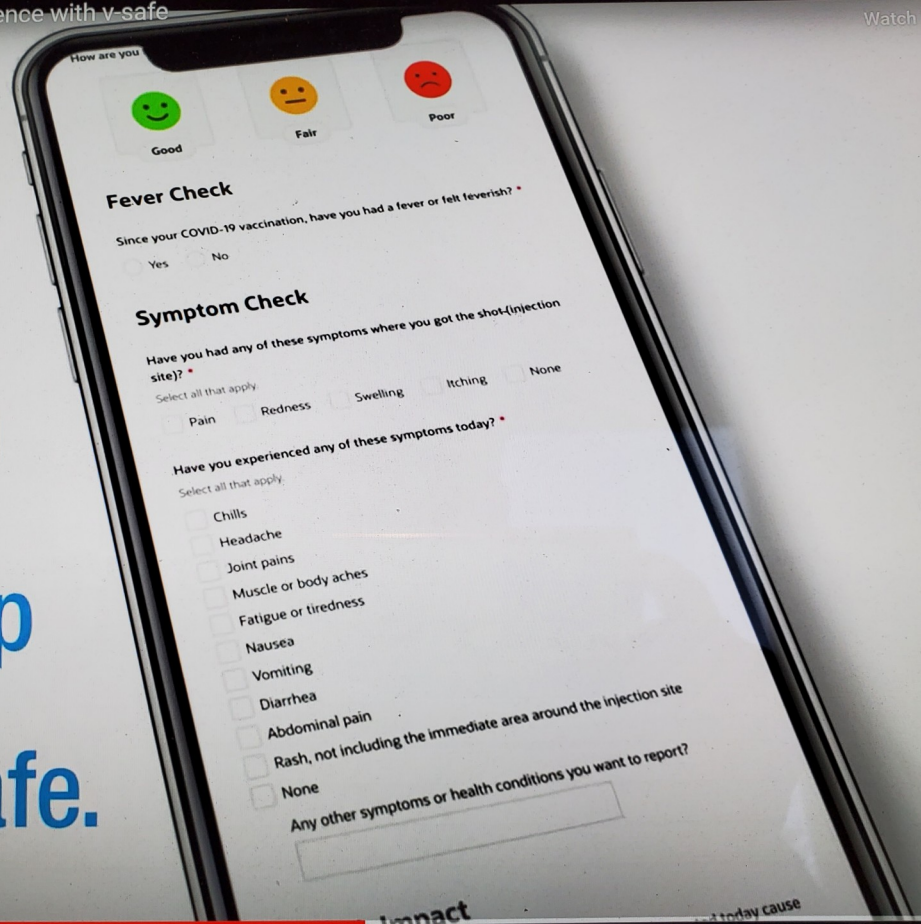 ence with v-safe
Watch
How are you
Good
Fair
Poor
Fever Check
Since your COVID-19 vaccination, have you had a fever or felt feverish? *
Yes No
Symptom Check
Have you had any of these symptoms where you got the shot (injection
site)? *
Select all that apply.
Pain Redness Swelling Itching None
Have you experienced any of these symptoms today? *
Select all that apply.
Chills
Headache
Joint pains
Muscle or body aches
Fatigue or tiredness
Nausea
Vomiting
Diarrhea
Abdominal pain
Rash, not including the immediate area around the injection site
None
Any other symptoms or health conditions you want to report?
p
afe.
Impact
today cause